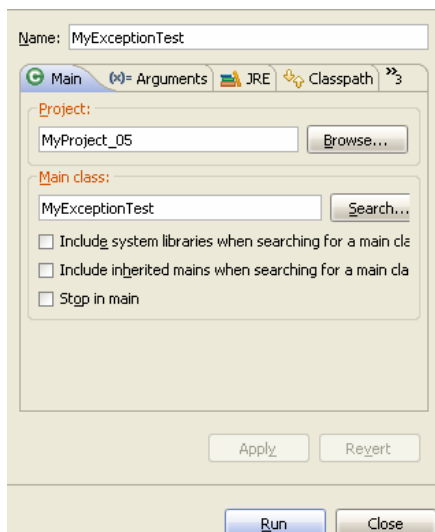 Name: MyExceptionTest
Main (x)= Arguments JRE Classpath »3
Project:
MyProject_05 Browse...
Main class:
MyExceptionTest Search...
Include system libraries when searching for a main cla
Include inherited mains when searching for a main cla
Stop in main
Apply Revert
Run Close